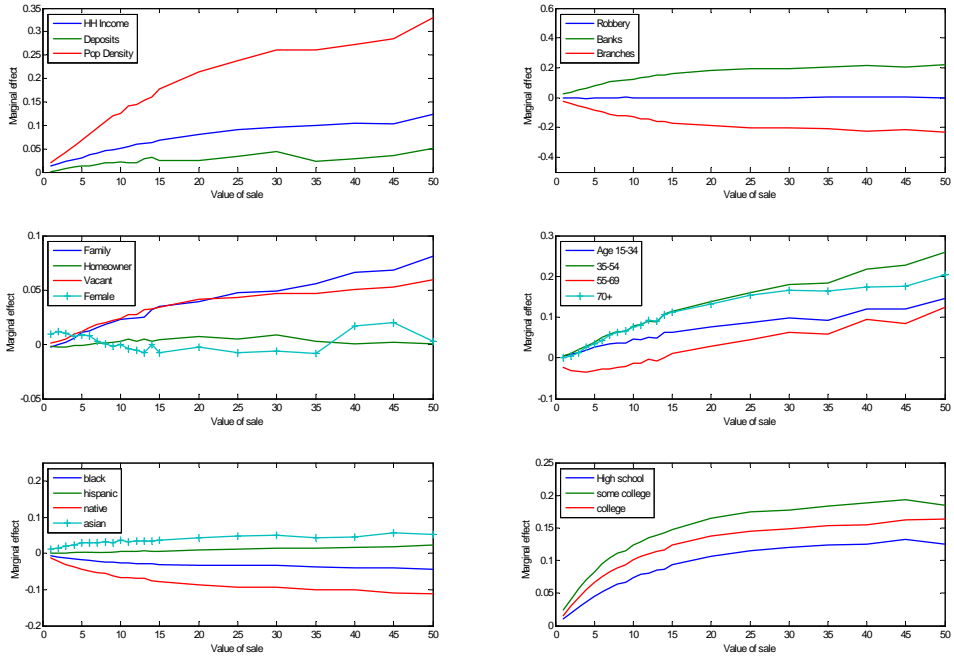 0.35
0.3
0.25
0.2
0.15
0.1
0.05
0
Marginal effect
HH Income
Deposits
Pop Density
0 5 10 15 20 25 30 35 40 45 50
Value of sale
0.6
0.4
0.2
0
-0.2
-0.4
Marginal effect
Robbery
Banks
Branches
0 5 10 15 20 25 30 35 40 45 50
Value of sale
0.1
0.05
0
-0.05
Marginal effect
Family
Homeowner
Vacant
Female
0 5 10 15 20 25 30 35 40 45 50
Value of sale
0.3
0.2
0.1
0
-0.1
Marginal effect
Age 15-34
35-54
55-69
70+
0 5 10 15 20 25 30 35 40 45 50
Value of sale
0.2
0.1
0
-0.1
-0.2
Marginal effect
black
hispanic
native
asian
0 5 10 15 20 25 30 35 40 45 50
Value of sale
0.25
0.2
0.15
0.1
0.05
0
Marginal effect
High school
some college
college
0 5 10 15 20 25 30 35 40 45 50
Value of sale